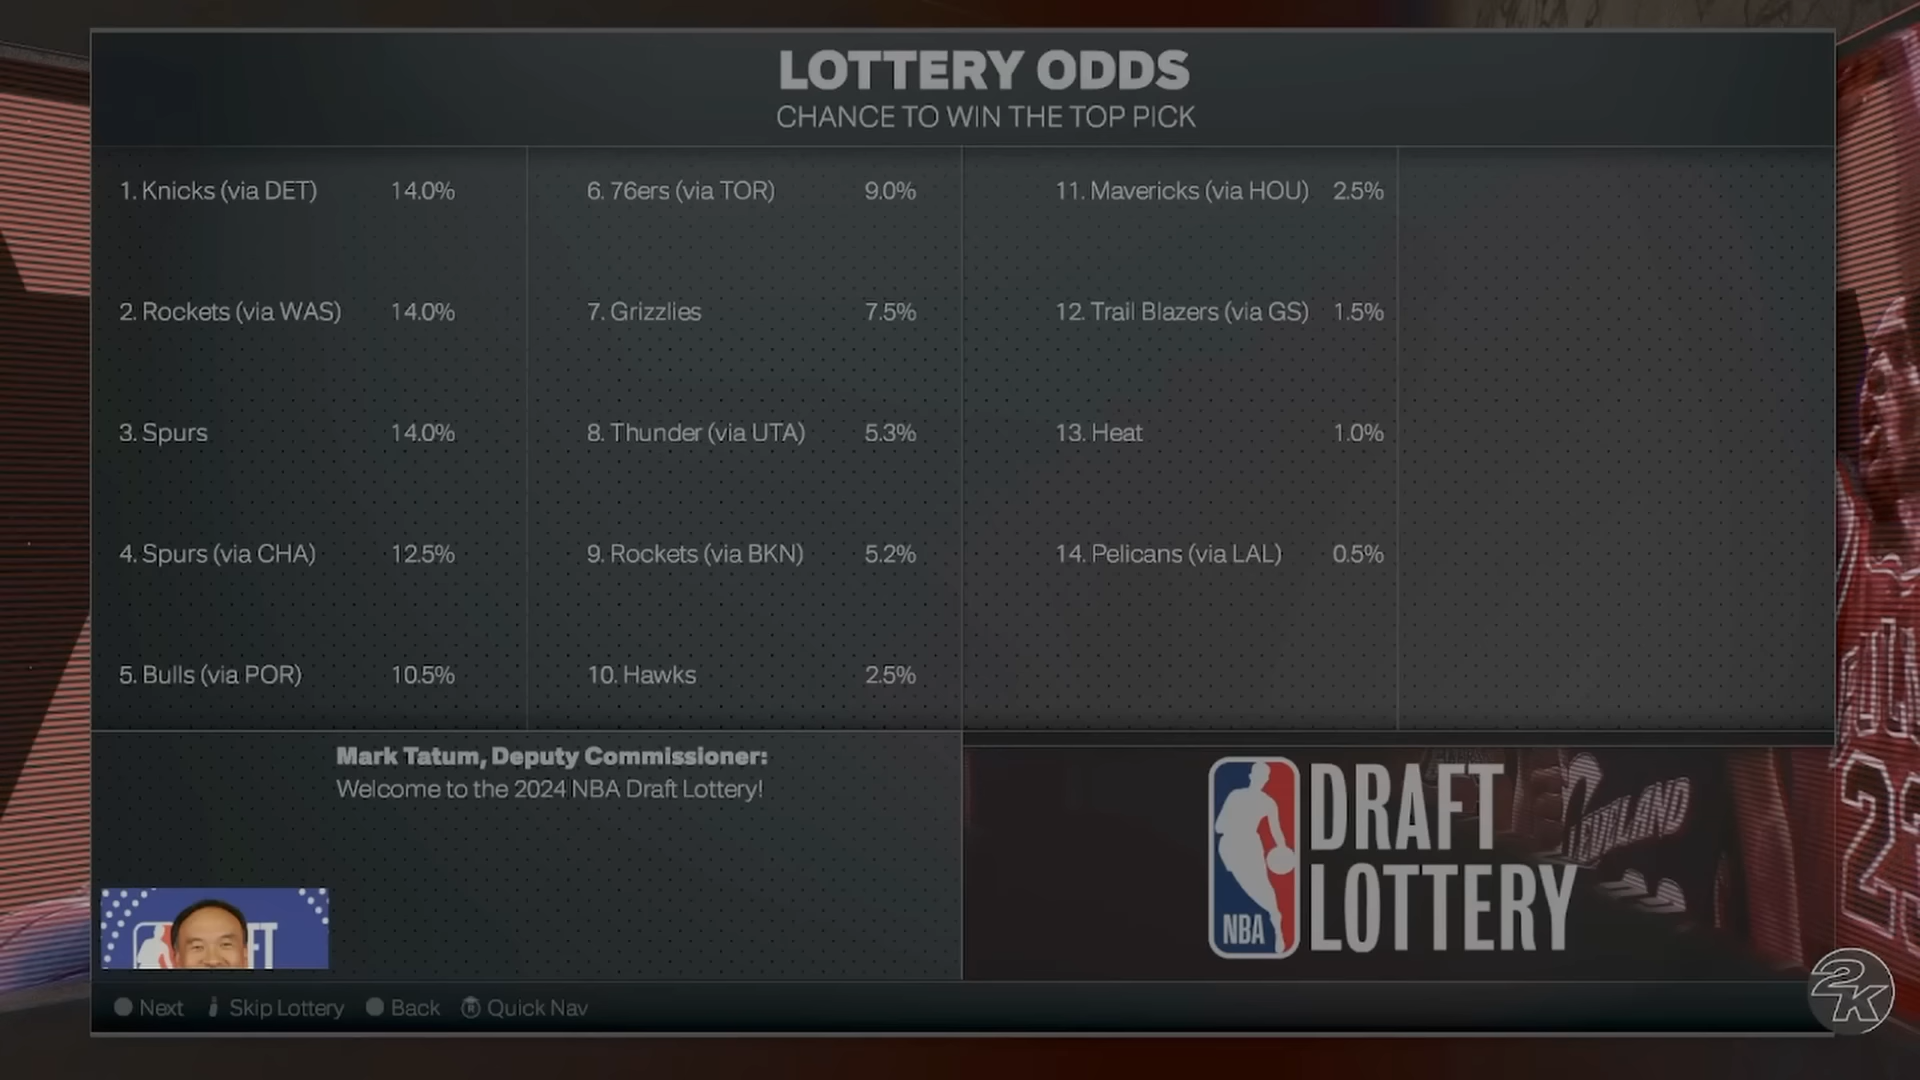 LOTTERY ODDS
CHANCE TO WIN THE TOP PICK
1. Knicks (via DET) 14.0%
2. Rockets (via WAS) 14.0%
3. Spurs 14.0%
4. Spurs (via CHA) 12.5%
5. Bulls (via POR) 10.5%
6. 76ers (via TOR) 9.0%
7. Grizzlies 7.5%
8. Thunder (via UTA) 5.3%
9. Rockets (via BKN) 5.2%
10. Hawks 2.5%
11. Mavericks (via HOU) 2.5%
12. Trail Blazers (via GS) 1.5%
13. Heat 1.0%
14. Pelicans (via LAL) 0.5%
Mark Tatum, Deputy Commissioner:
Welcome to the 2024 NBA Draft Lottery!
NBA
DRAFT
LOTTERY
Next Skip Lottery Back R Quick Nav
2K